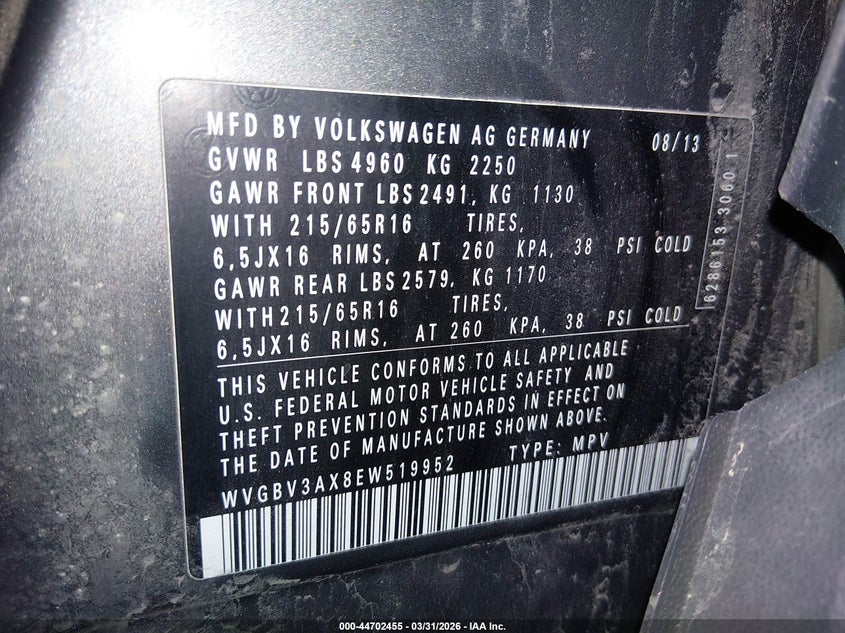 MFD BY VOLKSWAGEN AG GERMANY 08/13
GVWR LBS 4960 KG 2250
GAWR FRONT LBS 2491, KG 1130
WITH 215/65R16 TIRES,
6,5JX16 RIMS, AT 260 KPA, 38 PSI COLD
GAWR REAR LBS 2579, KG 1170
WITH 215/65R16 TIRES,
6,5JX16 RIMS, AT 260 KPA, 38 PSI COLD
THIS VEHICLE CONFORMS TO ALL APPLICABLE
U.S. FEDERAL MOTOR VEHICLE SAFETY AND
THEFT PREVENTION STANDARDS IN EFFECT ON
THE DATE OF MANUFACTURE SHOWN ABOVE.
WVGBV3AX8EW519952 TYPE: MPV
6286153 3060 1
000-44702455 - 03/31/2026 - IAA Inc.